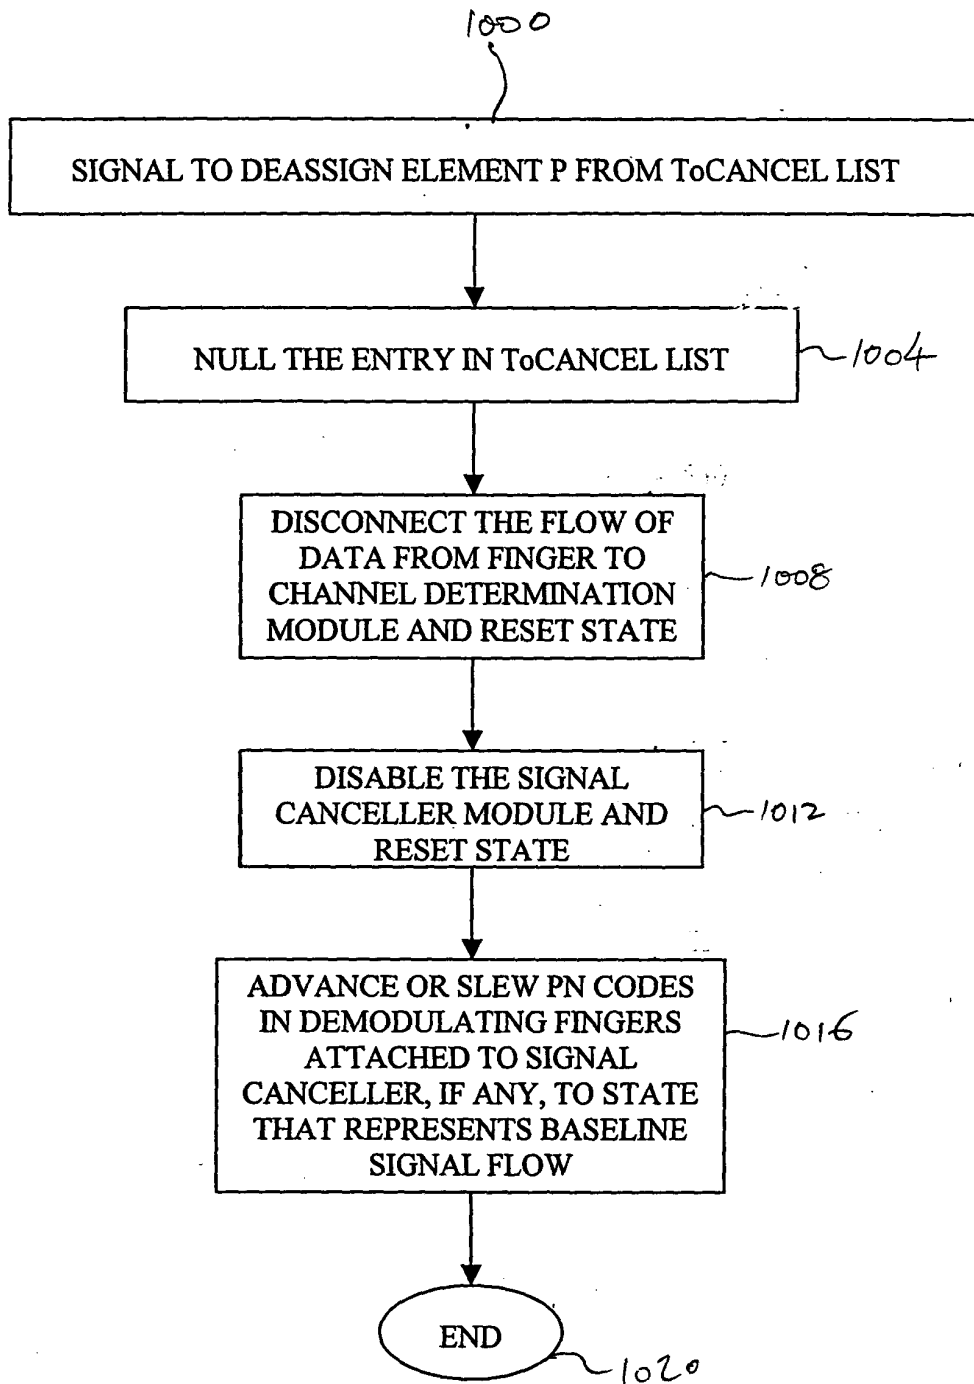 1000
SIGNAL TO DEASSIGN ELEMENT P FROM ToCANCEL LIST
NULL THE ENTRY IN ToCANCEL LIST
1004
DISCONNECT THE FLOW OF
DATA FROM FINGER TO
CHANNEL DETERMINATION
MODULE AND RESET STATE
1008
DISABLE THE SIGNAL
CANCELLER MODULE AND
RESET STATE
1012
ADVANCE OR SLEW PN CODES
IN DEMODULATING FINGERS
ATTACHED TO SIGNAL
CANCELLER, IF ANY, TO STATE
THAT REPRESENTS BASELINE
SIGNAL FLOW
1016
END
1020